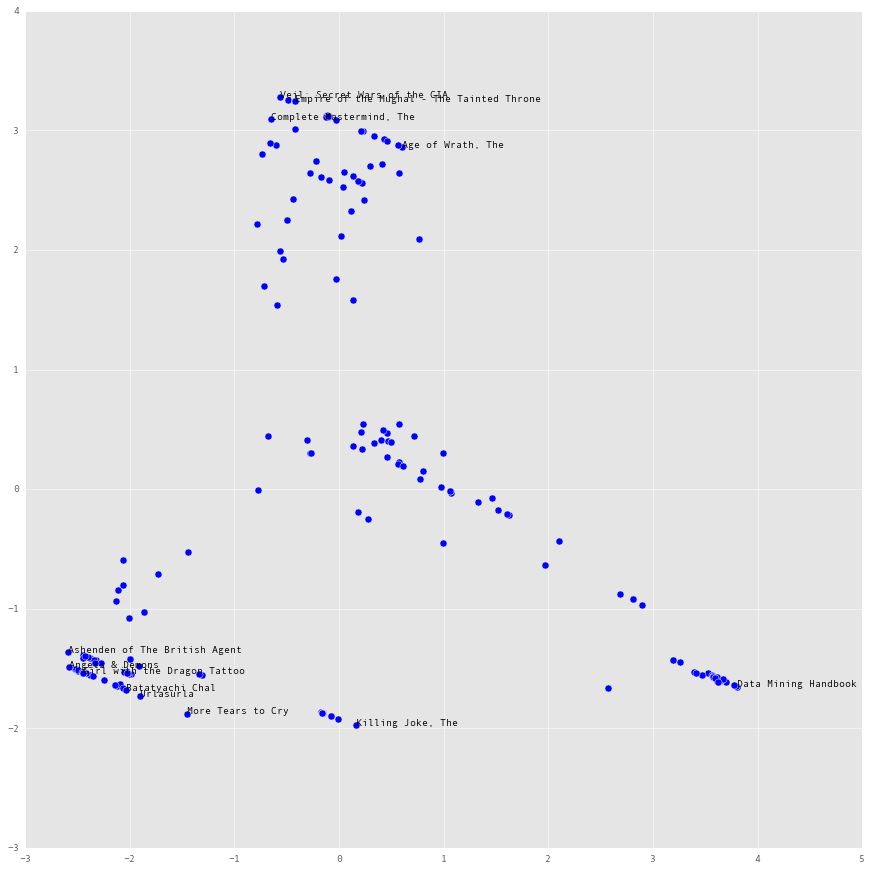 4
Veil: Secret Wars of the CIA
Empire of the Mughal - The Tainted Throne
Complete Mastermind, The
3
Age of Wrath, The
2
1
0
−1
Ashenden of The British Agent
Angels & Demons
Girl with the Dragon Tattoo
Batatyachi Chal
Urlasurla
Data Mining Handbook
More Tears to Cry
Killing Joke, The
−2
−3
−3 −2 −1 0 1 2 3 4 5